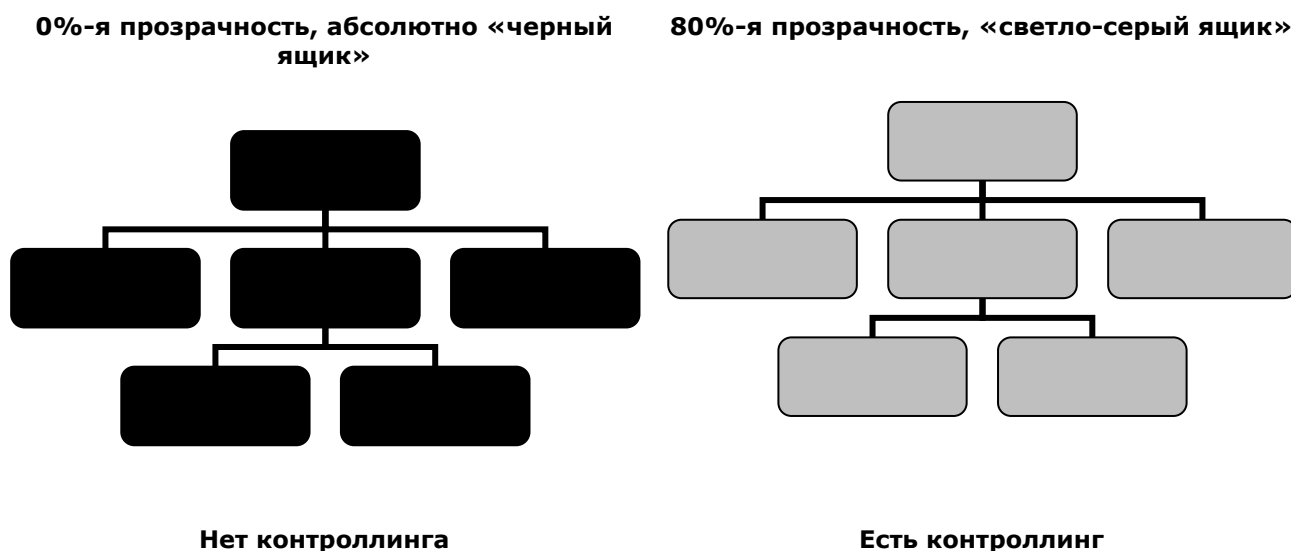 0%-я прозрачность, абсолютно «черный
ящик»
80%-я прозрачность, «светло-серый ящик»
Нет контроллинга
Есть контроллинг